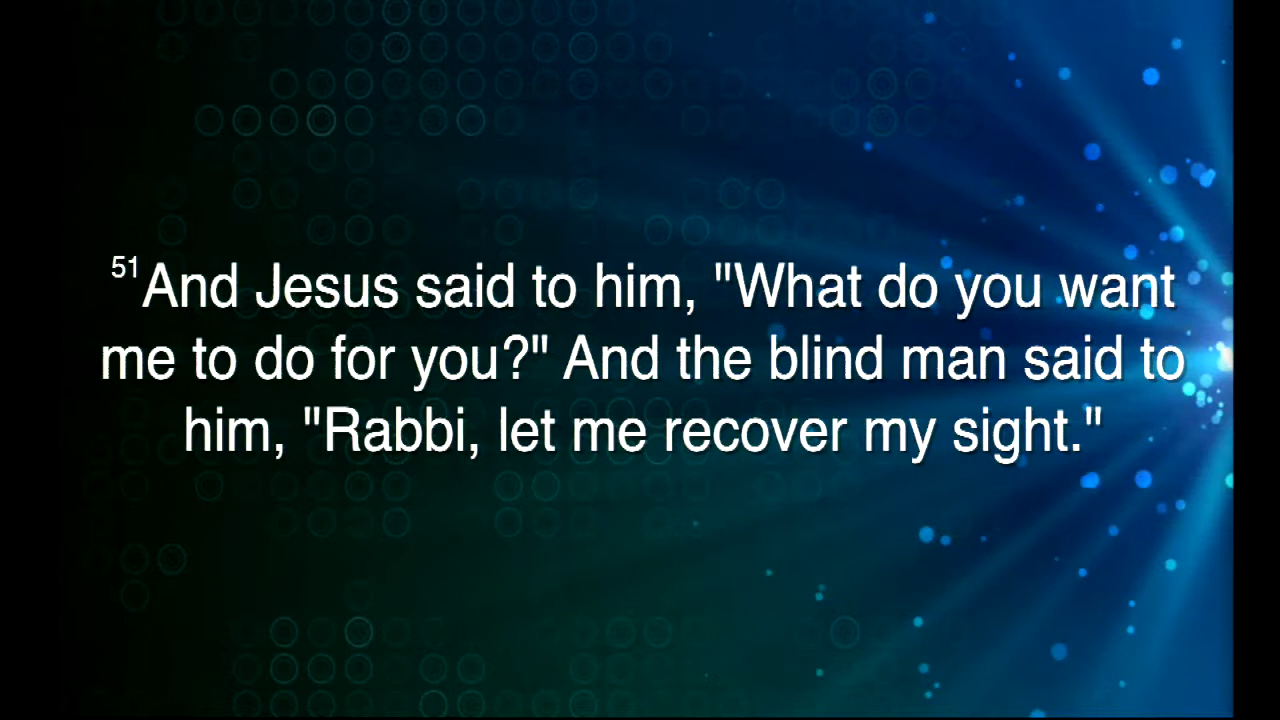 51And Jesus said to him, "What do you want
me to do for you?" And the blind man said to
him, "Rabbi, let me recover my sight."